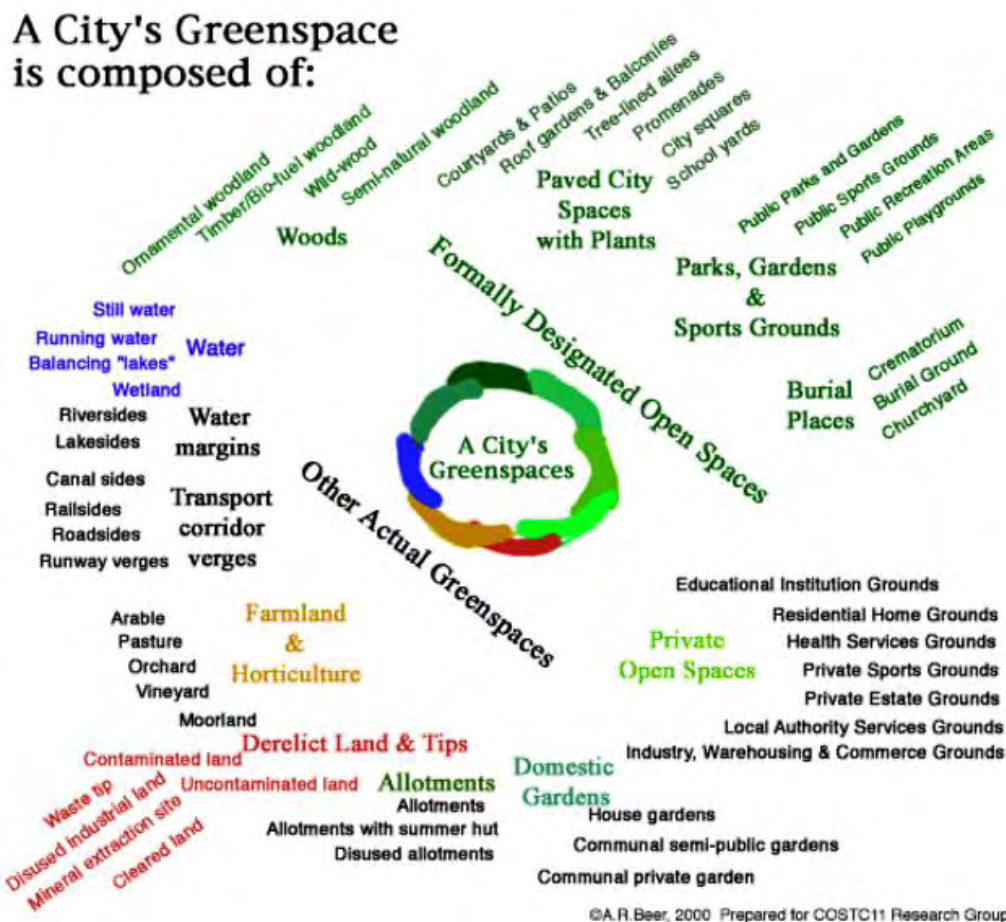 A City's Greenspace
is composed of:
Ornamental woodland
Timber/Bio-fuel woodland
Wild-wood
Semi-natural woodland
Woods
Courtyards & Patios
Roof gardens & Balconies
Tree-lined allees
Promenades
City squares
School yards
Paved City
Spaces
with Plants
Public Parks and Gardens
Public Sports Grounds
Public Recreation Areas
Public Playgrounds
Parks, Gardens
&
Sports Grounds
Formally Designated Open Spaces
Crematorium
Burial Ground
Churchyard
Burial
Places
Still water
Running water
Balancing "lakes"
Wetland
Water
Riversides
Lakesides
Water
margins
Canal sides
Railsides
Roadsides
Runway verges
Transport
corridor
verges
A City's
Greenspaces
Other Actual Greenspaces
Arable
Pasture
Orchard
Vineyard
Moorland
Farmland
&
Horticulture
Educational Institution Grounds
Residential Home Grounds
Health Services Grounds
Private Sports Grounds
Private Estate Grounds
Local Authority Services Grounds
Industry, Warehousing & Commerce Grounds
Private
Open Spaces
Derelict Land & Tips
Contaminated land
Uncontaminated land
Waste tip
Disused Industrial land
Mineral extraction site
Cleared land
Allotments
Allotments
Allotments with summer hut
Disused allotments
Domestic
Gardens
House gardens
Communal semi-public gardens
Communal private garden
©A.R.Beer, 2000 Prepared for COSTC11 Research Group